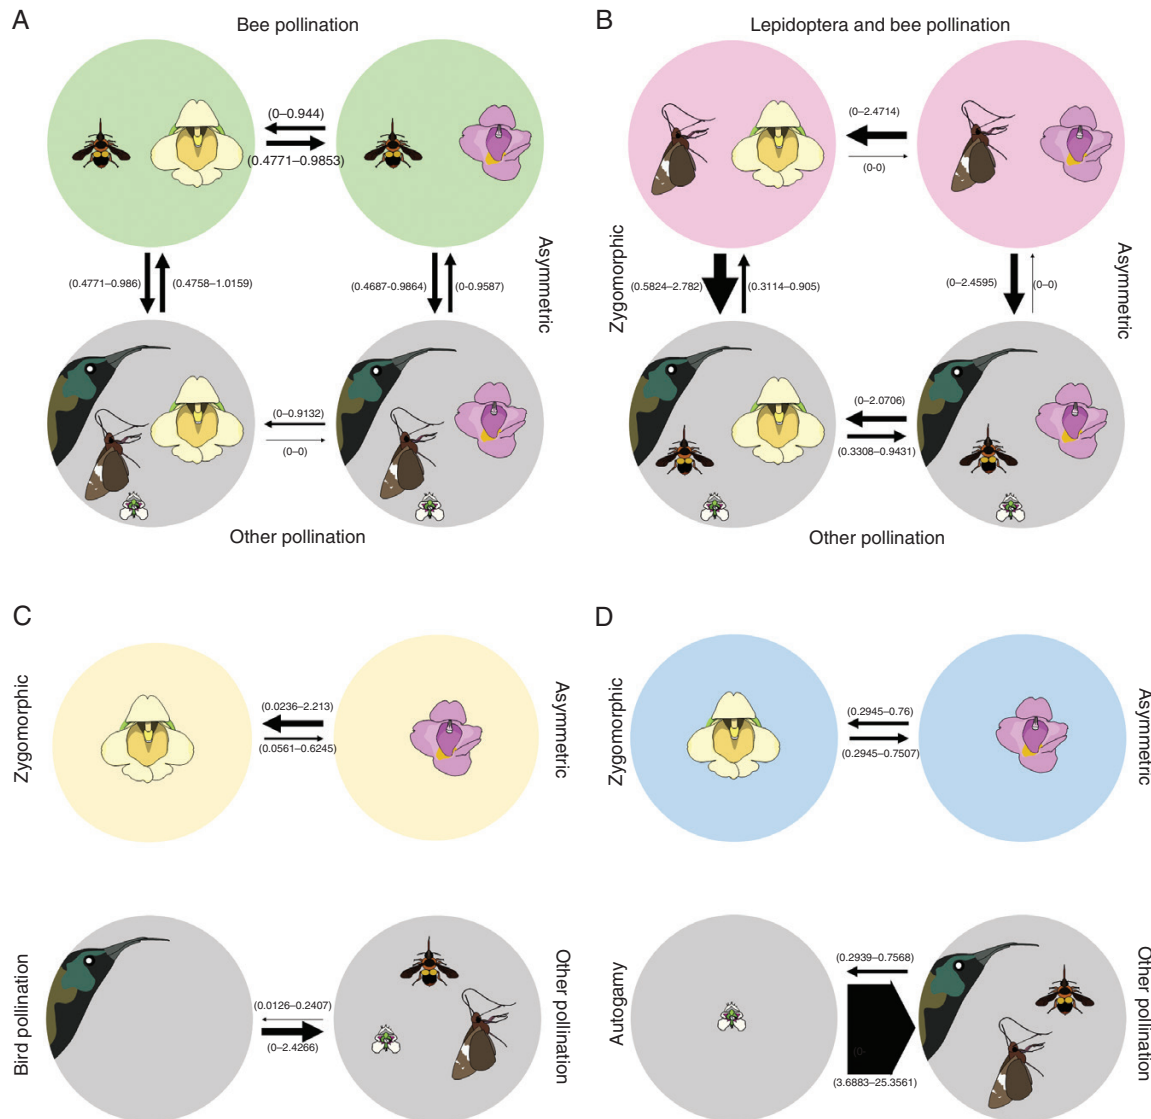 A
Bee pollination
(0–0.944)
(0.4771–0.9853)
(0.4771–0.986)
(0.4758–1.0159)
(0.4687-0.9864)
(0-0.9587)
Asymmetric
(0–0.9132)
(0–0)
Other pollination
B
Lepidoptera and bee pollination
(0–2.4714)
(0-0)
Zygomorphic
(0.5824–2.782)
(0.3114–0.905)
(0–2.4595)
(0–0)
Asymmetric
(0–2.0706)
(0.3308–0.9431)
Other pollination
C
Zygomorphic
(0.0236–2.213)
(0.0561–0.6245)
Asymmetric
Bird pollination
(0.0126–0.2407)
(0–2.4266)
Other pollination
D
Zygomorphic
(0.2945–0.76)
(0.2945–0.7507)
Asymmetric
Autogamy
(0.2939–0.7568)
(0-
(3.6883–25.3561)
Other pollination